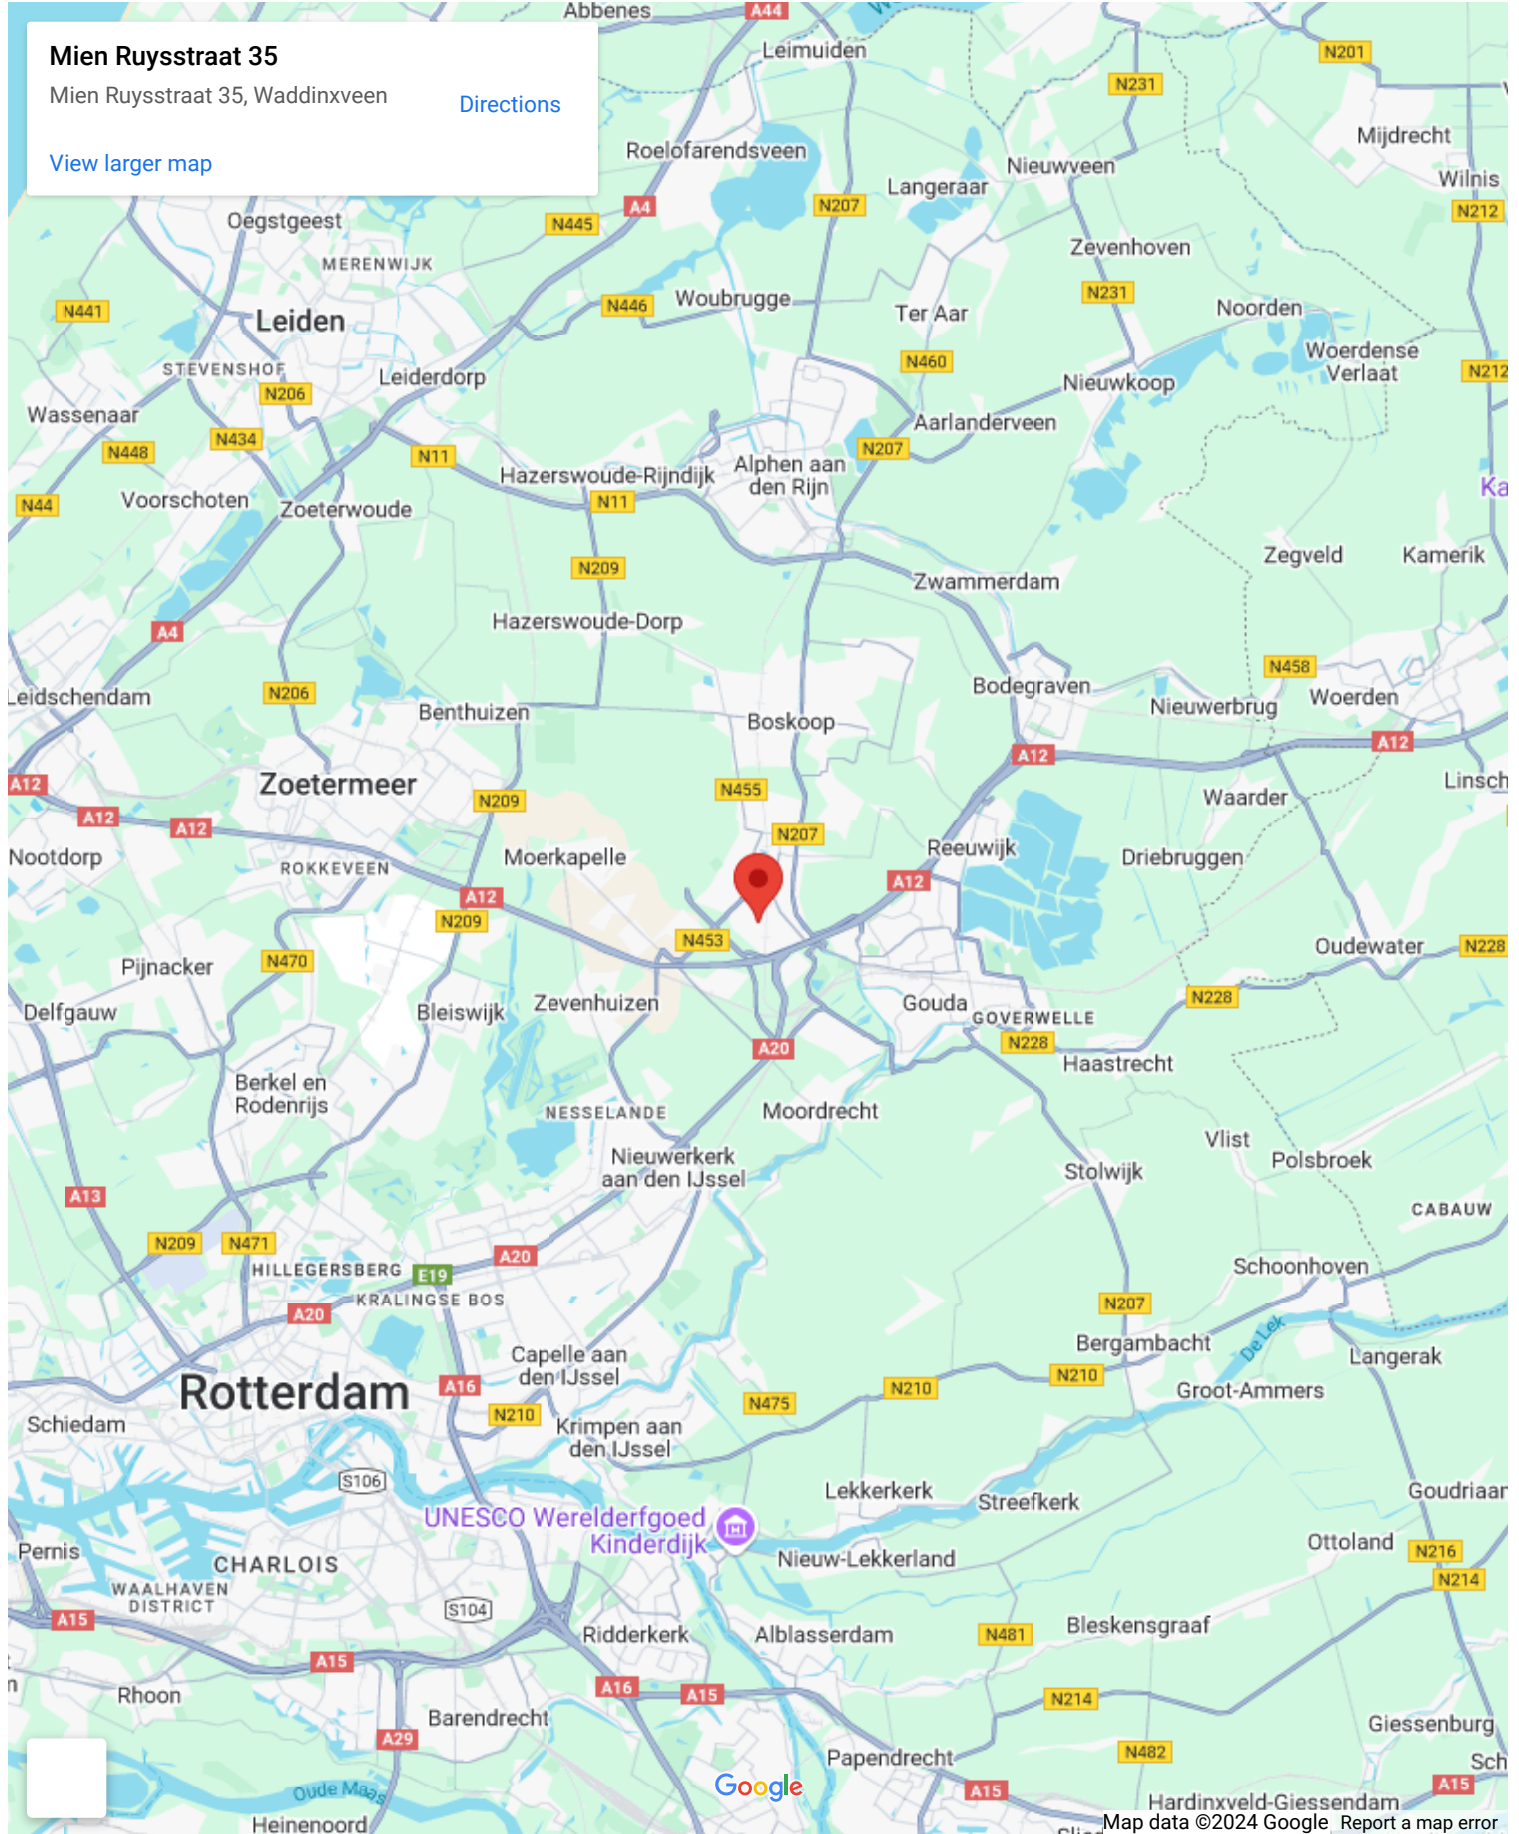 Abbenes
A44
Mien Ruysstraat 35
Mien Ruysstraat 35, Waddinxveen
Directions
View larger map
Leimuiden
N201
N231
Mijdrecht
Roelofarendsveen
Nieuwveen
Wilnis
Langeraar
A4
N207
N212
Oegstgeest
N445
Zevenhoven
MERENWIJK
N231
N441
N446
Woubrugge
Ter Aar
Noorden
Leiden
Woerdense
Verlaat
STEVENSHOF
N460
N212
Leiderdorp
Nieuwkoop
N206
Wassenaar
Aarlanderveen
N434
N448
N11
N207
Hazerswoude-Rijndijk
Alphen aan
den Rijn
Ka
N44
Voorschoten
Zoeterwoude
N11
Zegveld
Kamerik
N209
Zwammerdam
Hazerswoude-Dorp
A4
N458
Leidschendam
N206
Bodegraven
Woerden
Benthuizen
Boskoop
Nieuwerbrug
A12
A12
A12
Zoetermeer
N455
Linsch
N209
Waarder
A12
A12
N207
Nootdorp
Moerkapelle
Reeuwijk
Driebruggen
ROKKEVEEN
A12
A12
N209
N453
Oudewater
N228
Pijnacker
N470
N228
Delfgauw
Bleiswijk
Zevenhuizen
Gouda
GOVERWELLE
N228
A20
Haastrecht
Berkel en
Rodenrijs
NESSELANDE
Moordrecht
Vlist
Nieuwerkerk
aan den IJssel
Polsbroek
Stolwijk
A13
CABAUW
N209
N471
A20
HILLEGERSBERG
E19
Schoonhoven
KRALINGSE BOS
A20
N207
De Lek
Bergambacht
Capelle aan
den IJssel
Langerak
Rotterdam
A16
N210
N210
Groot-Ammers
N475
Schiedam
N210
Krimpen aan
den IJssel
S106
Lekkerkerk
Streefkerk
Goudriaan
UNESCO Werelderfgoed
Kinderdijk
Pernis
CHARLOIS
Nieuw-Lekkerland
Ottoland
N216
N214
WAALHAVEN
DISTRICT
A15
S104
Ridderkerk
Alblasserdam
N481
Bleskensgraaf
A15
Rhoon
A16
A15
N214
Barendrecht
Giessenburg
A29
Papendrecht
N482
Sch
Oude Maas
Google
A15
A15
Hardinxveld-Giessendam
Heinenoord
Map data ©2024 Google
Report a map error